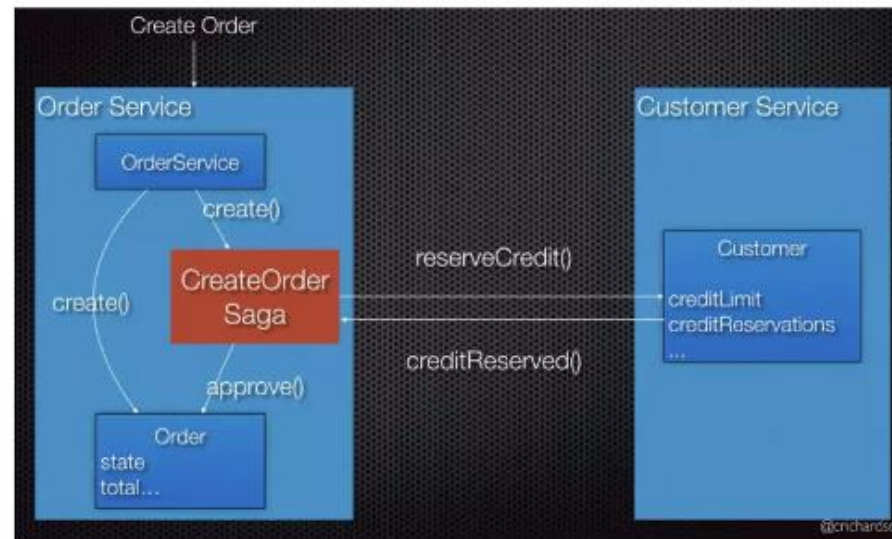 Create Order
Order Service
Customer Service
OrderService
create()
create()
CreateOrder
Saga
approve()
Order
state
total...
reserveCredit()
creditReserved()
Customer
creditLimit
creditReservations
...